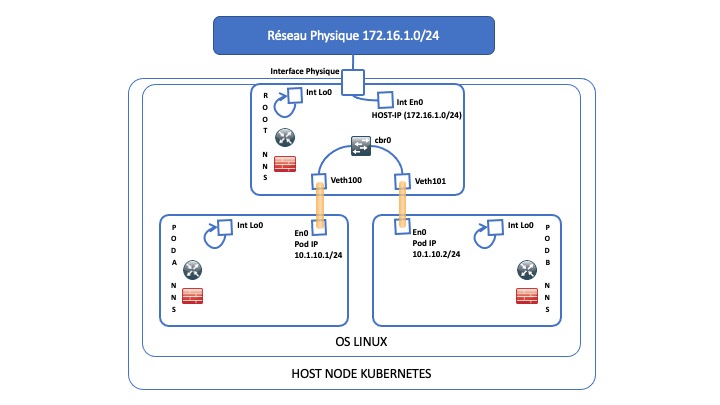 Réseau Physique 172.16.1.0/24
Interface Physique
ROOT NNS
Int Lo0
Int En0
HOST-IP (172.16.1.0/24)
cbr0
Veth100
Veth101
PODA NNS
Int Lo0
En0
Pod IP
10.1.10.1/24
En0
Pod IP
10.1.10.2/24
Int Lo0
PODB NNS
OS LINUX
HOST NODE KUBERNETES